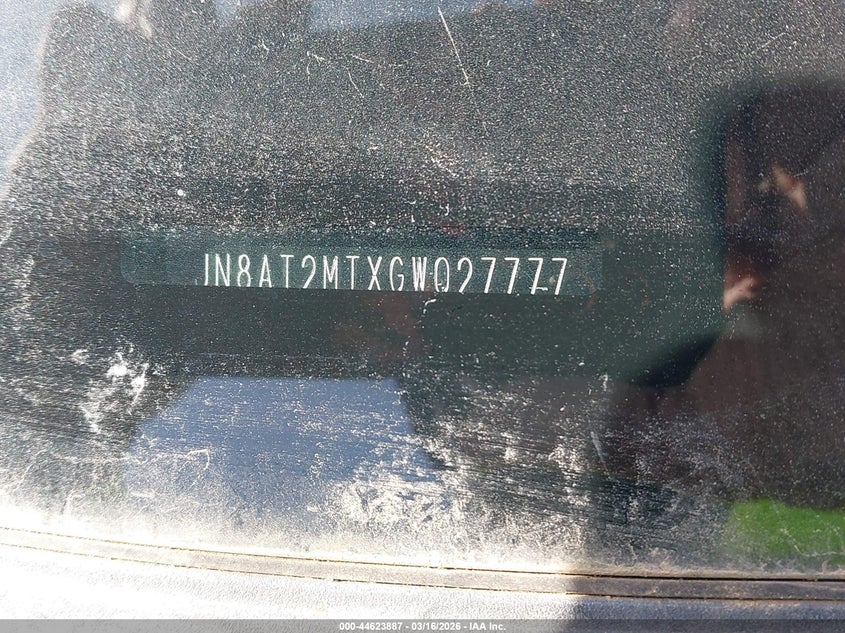 JN8AT2MTXGW027777
000-44623887 - 03/16/2026 - IAA Inc.